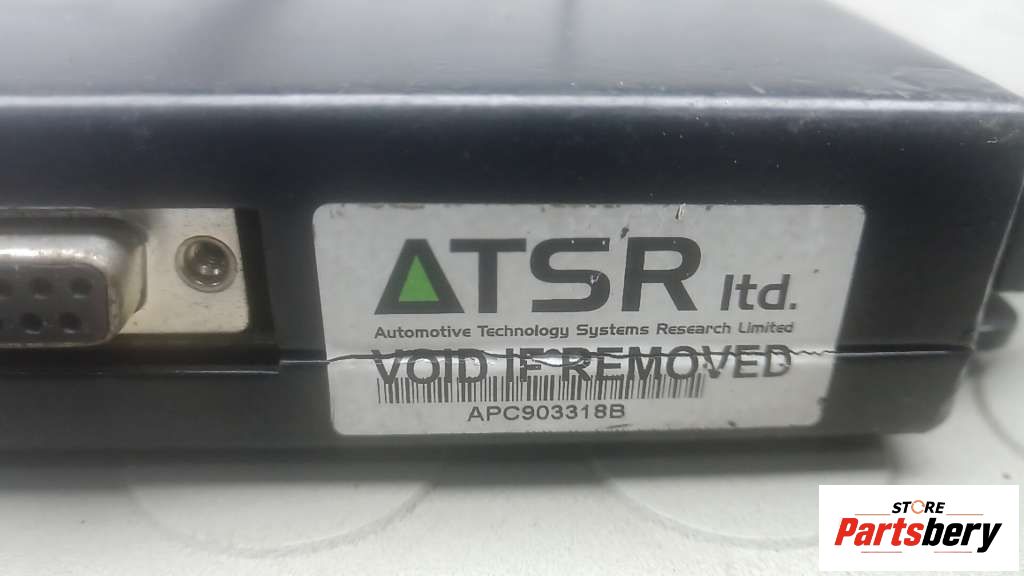 ATSR ltd.
Automotive Technology Systems Research Limited
VOID IF REMOVED
APC903318B
STORE
Partsbery